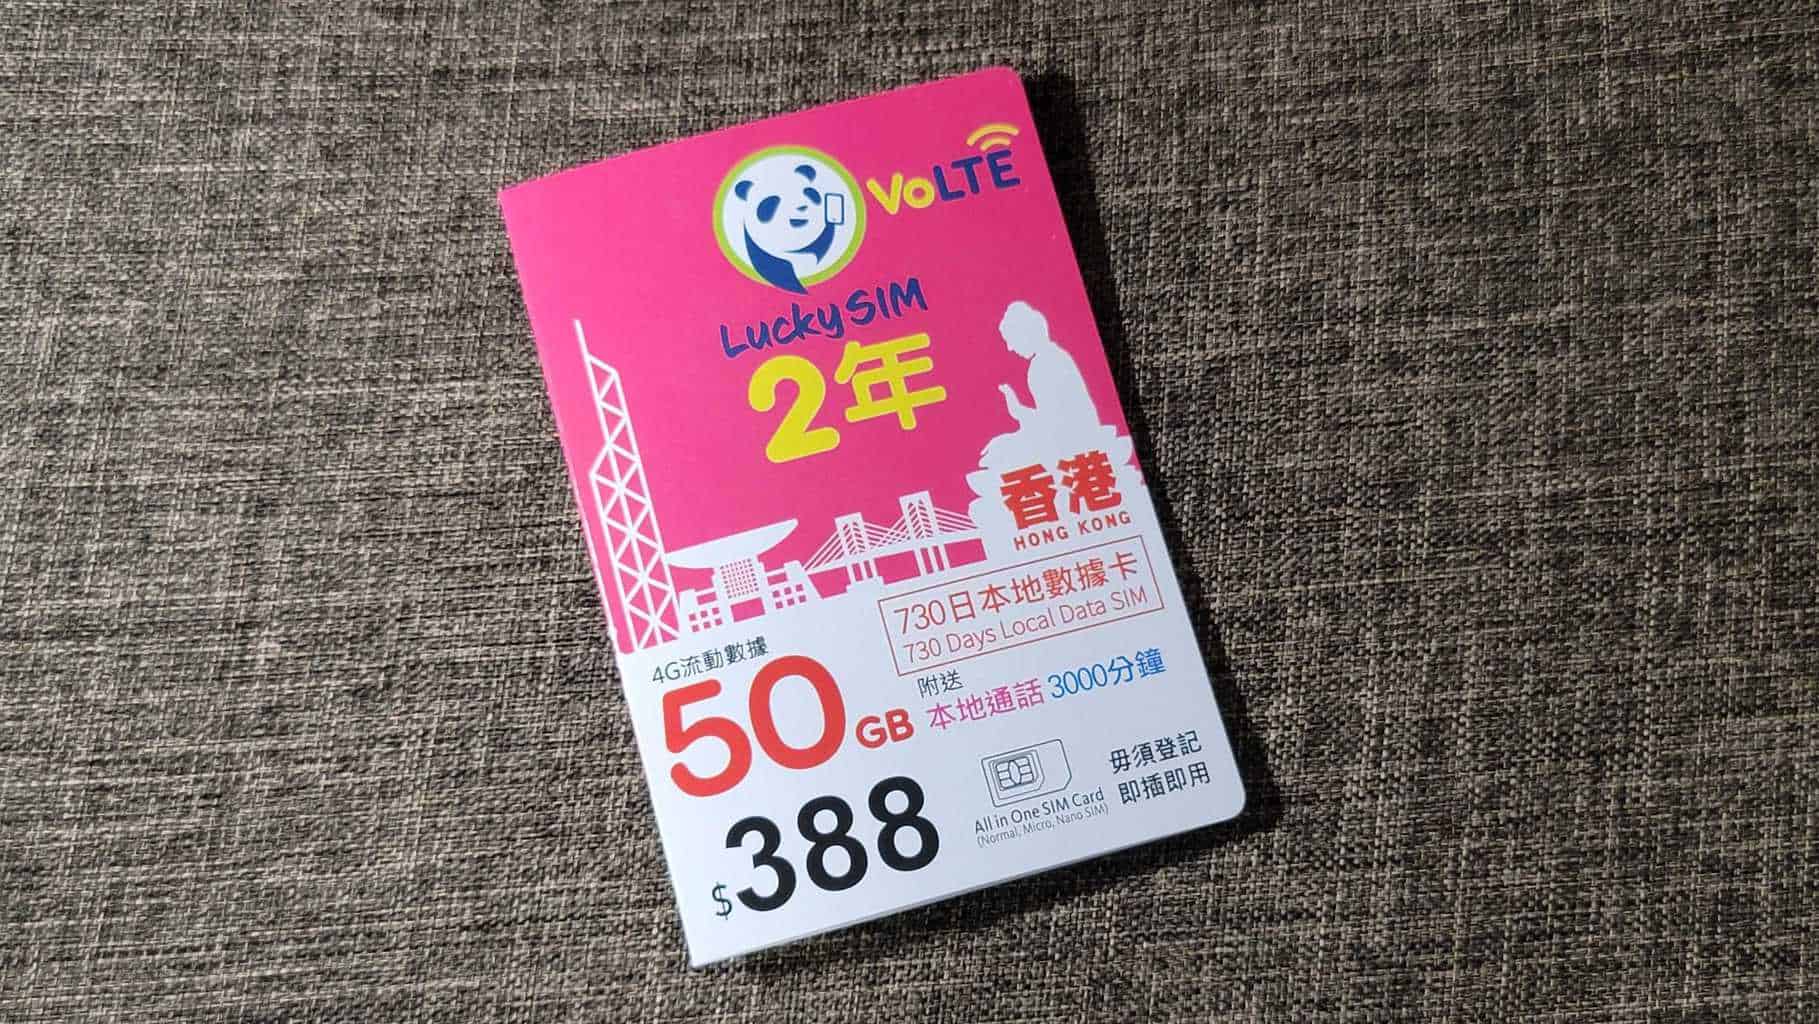 VoLTE
LuckySIM
2年
香港
HONG KONG
730日本地數據卡
730 Days Local Data SIM
4G流動數據
50GB
附送
本地通話 3000分鐘
$388
All in One SIM Card
(Normal, Micro, Nano SIM)
毋須登記
即插即用